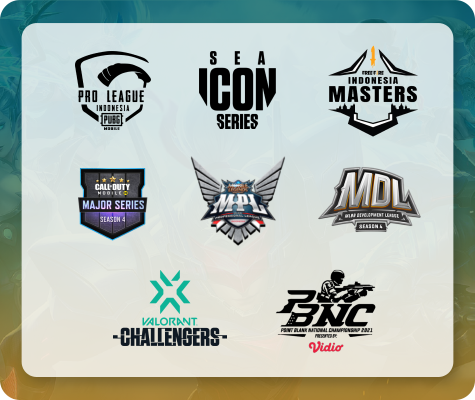 PRO LEAGUE
INDONESIA
PUBG
MOBILE
SEA
ICON
SERIES
FREE FIRE
INDONESIA
MASTERS
CALL OF DUTY
MOBILE
MAJOR SERIES
SEASON 4
MPL
MDL
MLBB DEVELOPMENT LEAGUE
SEASON 4
VALORANT
CHALLENGERS
PBNC
POINT BLANK NATIONAL CHAMPIONSHIP 2021
PRESENTED BY:
Vidio